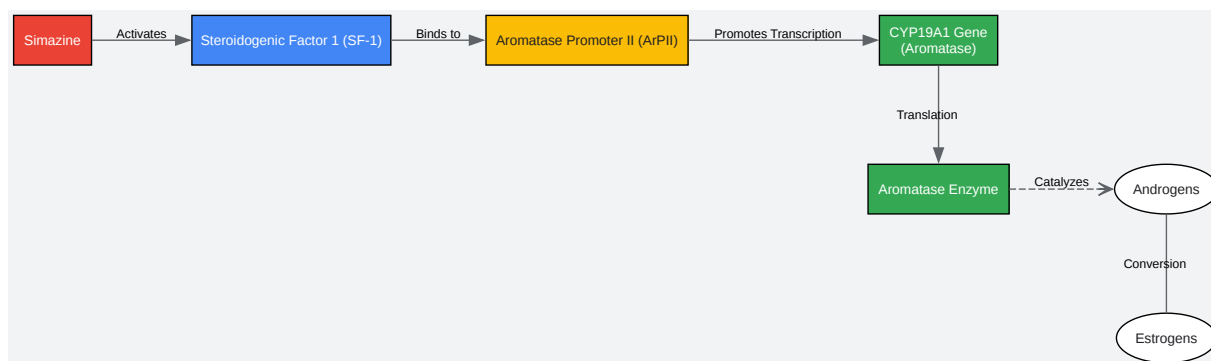 Simazine
Activates
Steroidogenic Factor 1 (SF-1)
Binds to
Aromatase Promoter II (ArPII)
Promotes Transcription
CYP19A1 Gene
(Aromatase)
Translation
Aromatase Enzyme
Catalyzes
Androgens
Conversion
Estrogens